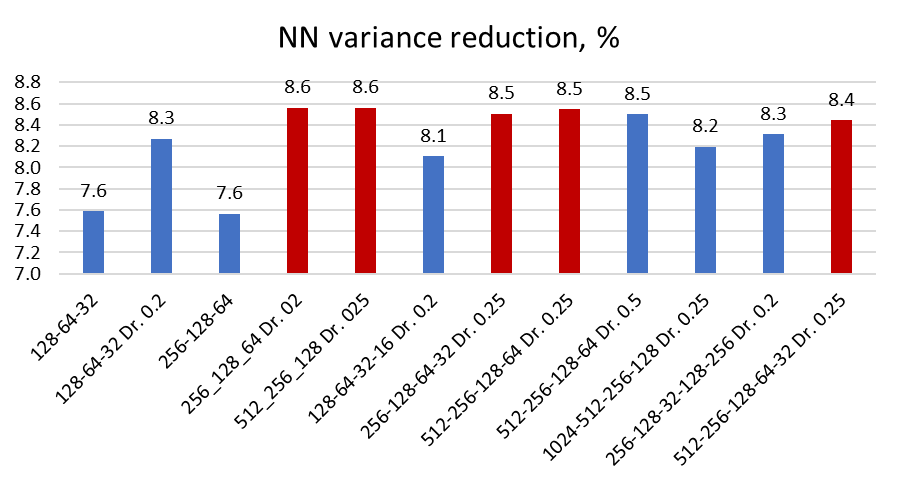 NN variance reduction, %
8.8
8.6
8.4
8.2
8.0
7.8
7.6
7.4
7.2
7.0
7.6
8.3
7.6
8.6
8.6
8.1
8.5
8.5
8.5
8.2
8.3
8.4
128-64-32
128-64-32 Dr. 0.2
256-128-64
256_128_64 Dr. 02
512_256_128 Dr. 025
128-64-32-16 Dr. 0.2
256-128-64-32 Dr. 0.25
512-256-128-64 Dr. 0.25
512-256-128-64 Dr. 0.5
1024-512-256-128 Dr. 0.25
256-128-32-128-256 Dr. 0.2
512-256-128-64-32 Dr. 0.25